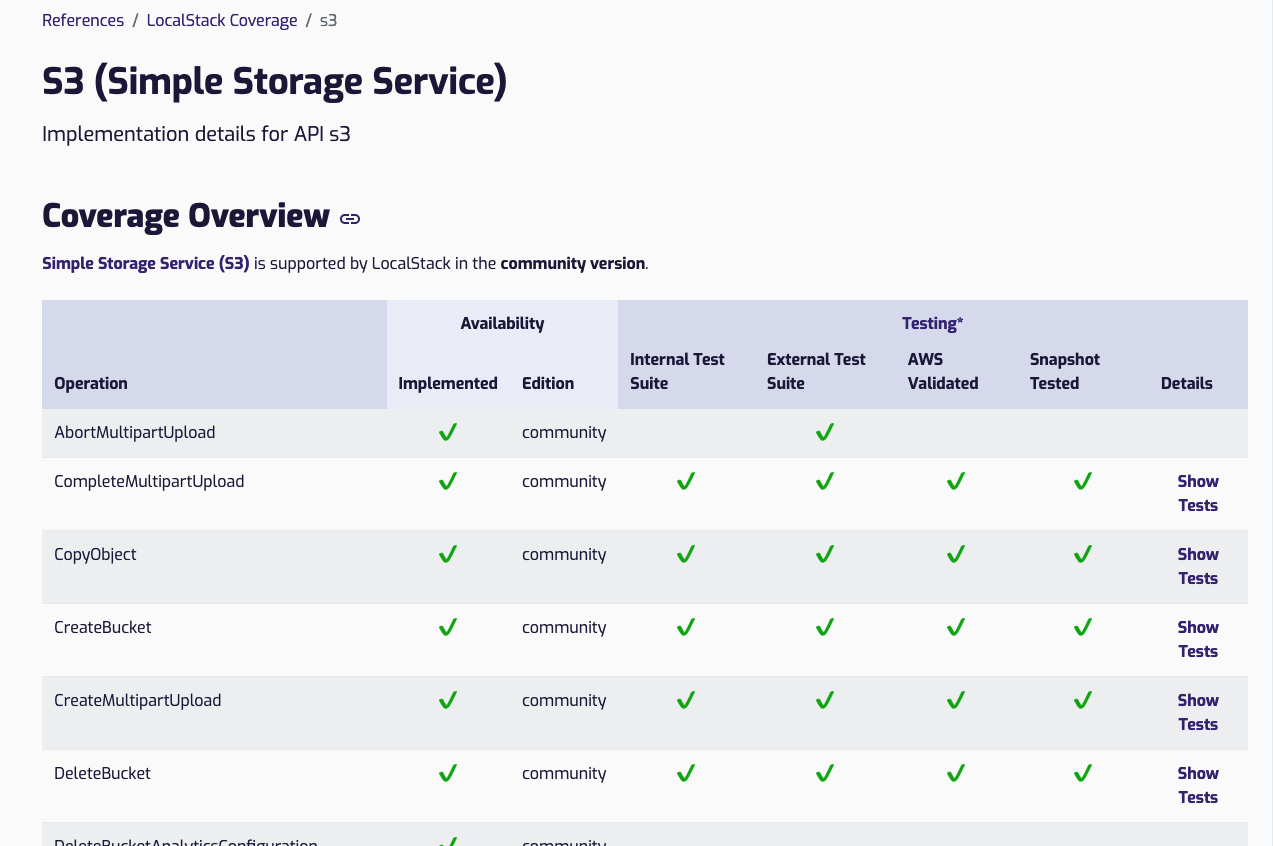 References / LocalStack Coverage / s3
S3 (Simple Storage Service)
Implementation details for API s3
Coverage Overview
Simple Storage Service (S3) is supported by LocalStack in the community version.
Availability Testing*
Operation Implemented Edition Internal Test Suite External Test Suite AWS Validated Snapshot Tested Details
AbortMultipartUpload ✔ community ✔
CompleteMultipartUpload ✔ community ✔ ✔ ✔ ✔ Show Tests
CopyObject ✔ community ✔ ✔ ✔ ✔ Show Tests
CreateBucket ✔ community ✔ ✔ ✔ ✔ Show Tests
CreateMultipartUpload ✔ community ✔ ✔ ✔ ✔ Show Tests
DeleteBucket ✔ community ✔ ✔ ✔ ✔ Show Tests
DeleteBucketAnalyticsConfiguration ✔ community